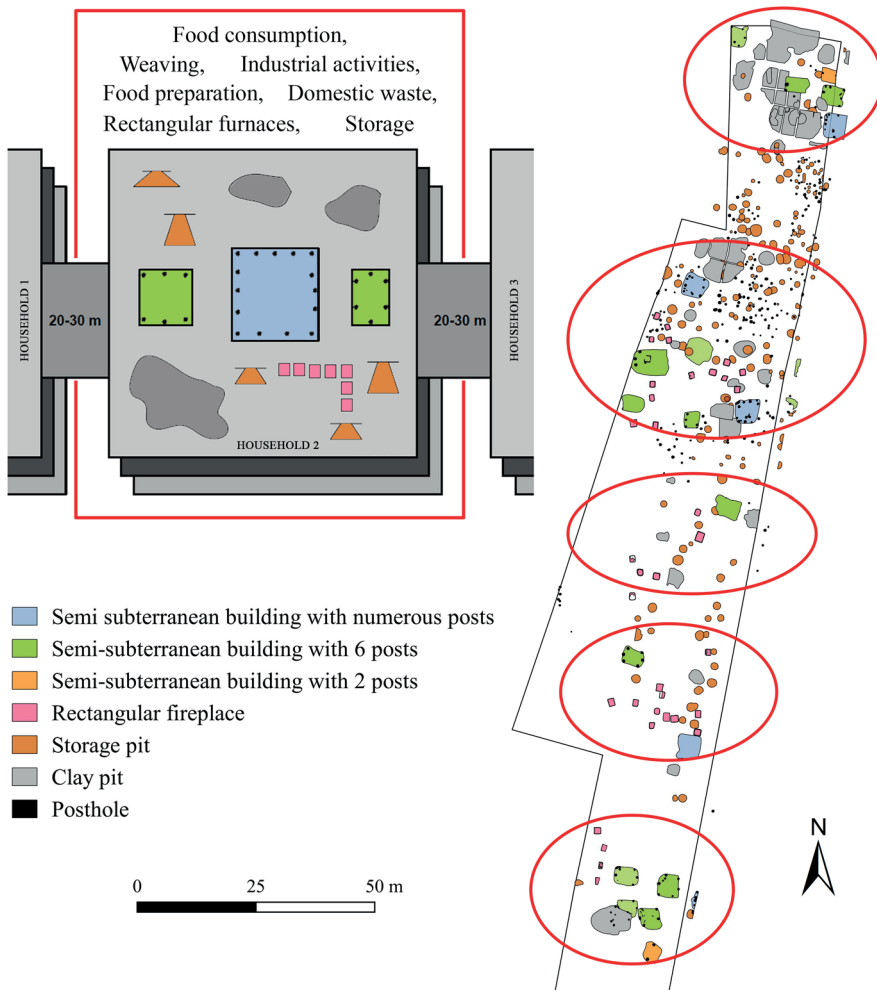 Food consumption,
Weaving, Industrial activities,
Food preparation, Domestic waste,
Rectangular furnaces, Storage
HOUSEHOLD 1
20-30 m
HOUSEHOLD 2
20-30 m
HOUSEHOLD 3
Semi subterranean building with numerous posts
Semi-subterranean building with 6 posts
Semi-subterranean building with 2 posts
Rectangular fireplace
Storage pit
Clay pit
Posthole
0 25 50 m
N